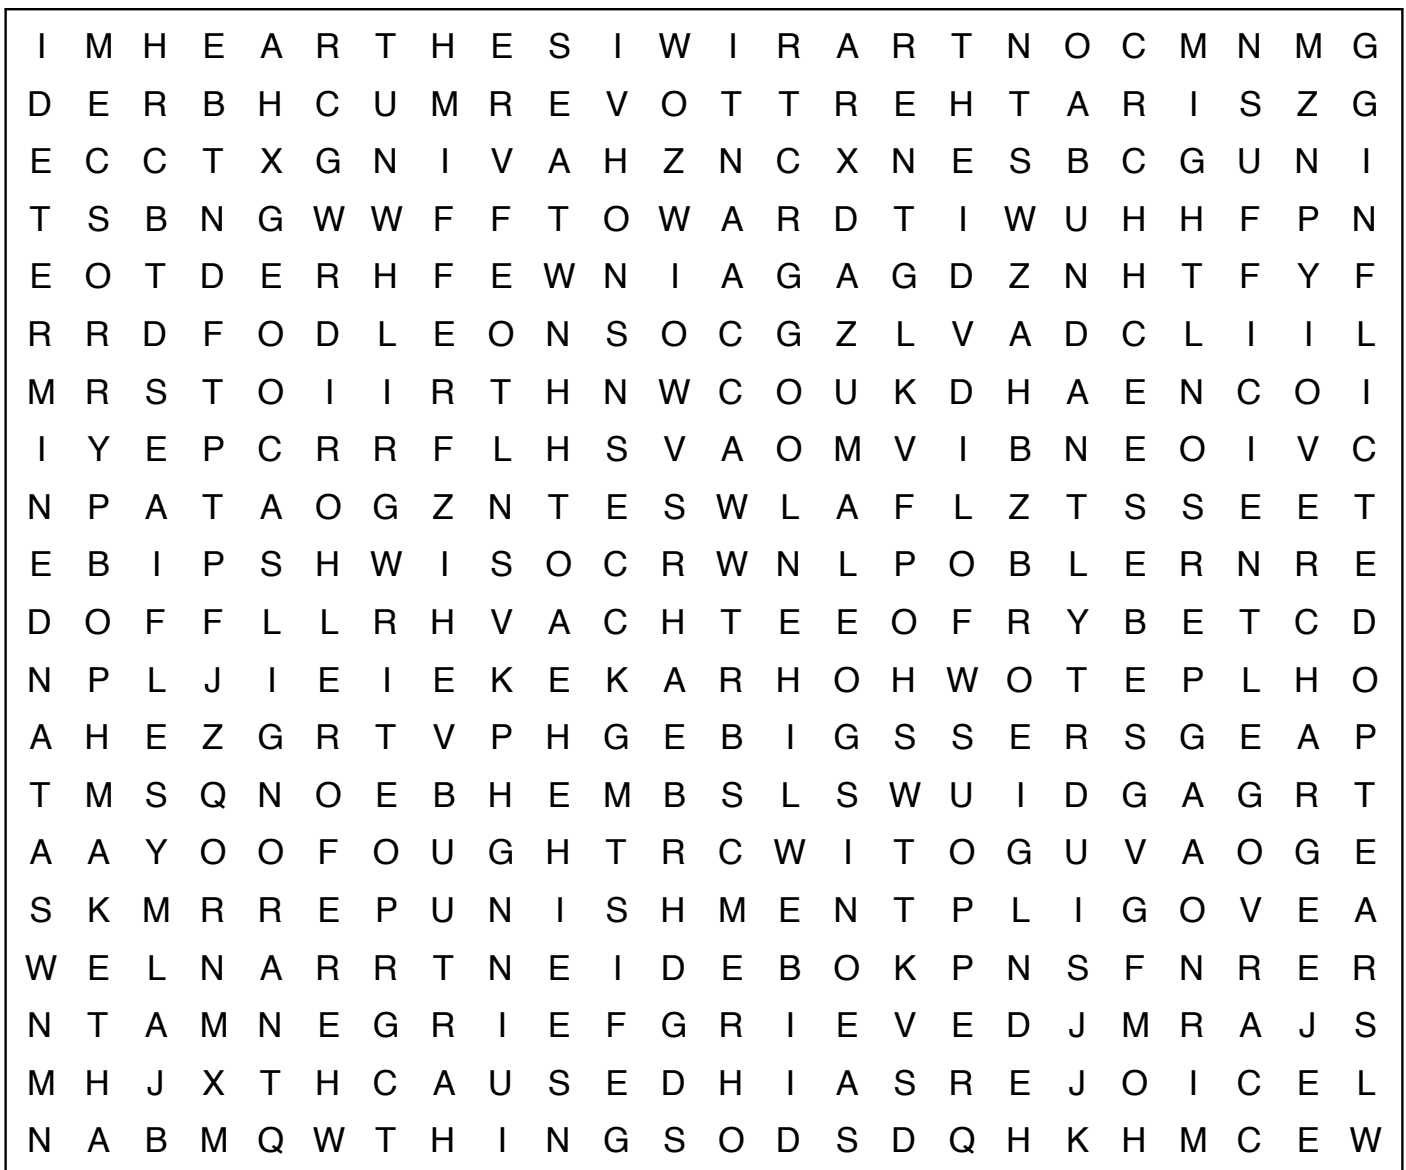 I M H E A R T H E S I W I R A R T N O C M N M G
D E R B H C U M R E V O T T R E H T A R I S Z G
E C C T X G N I V A H Z N C X N E S B C G U N I
T S B N G W W F F T O W A R D T I W U H H F P N
E O T D E R H F E W N I A G A G D Z N H T F Y F
R R D F O D L E O N S O C G Z L V A D C L I I L
M R S T O I I R T H N W C O U K D H A E N C O I
I Y E P C R R F L H S V A O M V I B N E O I V C
N P A T A O G Z N T E S W L A F L Z T S S E E T
E B I P S H W I S O C R W N L P O B L E R N R E
D O F F L L R H V A C H T E E O F R Y B E T C D
N P L J I E I E K E K A R H O H W O T E P L H O
A H E Z G R T V P H G E B I G S S E R S G E A P
T M S Q N O E B H E M B S L S W U I D G A G R T
A A Y O O F O U G H T R C W I T O G U V A O G E
S K M R R E P U N I S H M E N T P L I G O V E A
W E L N A R R T N E I D E B O K P N S F N R E R
N T A M N E G R I E F G R I E V E D J M R A J S
M H J X T H C A U S E D H I A S R E J O I C E L
N A B M Q W T H I N G S O D S D Q H K H M C E W